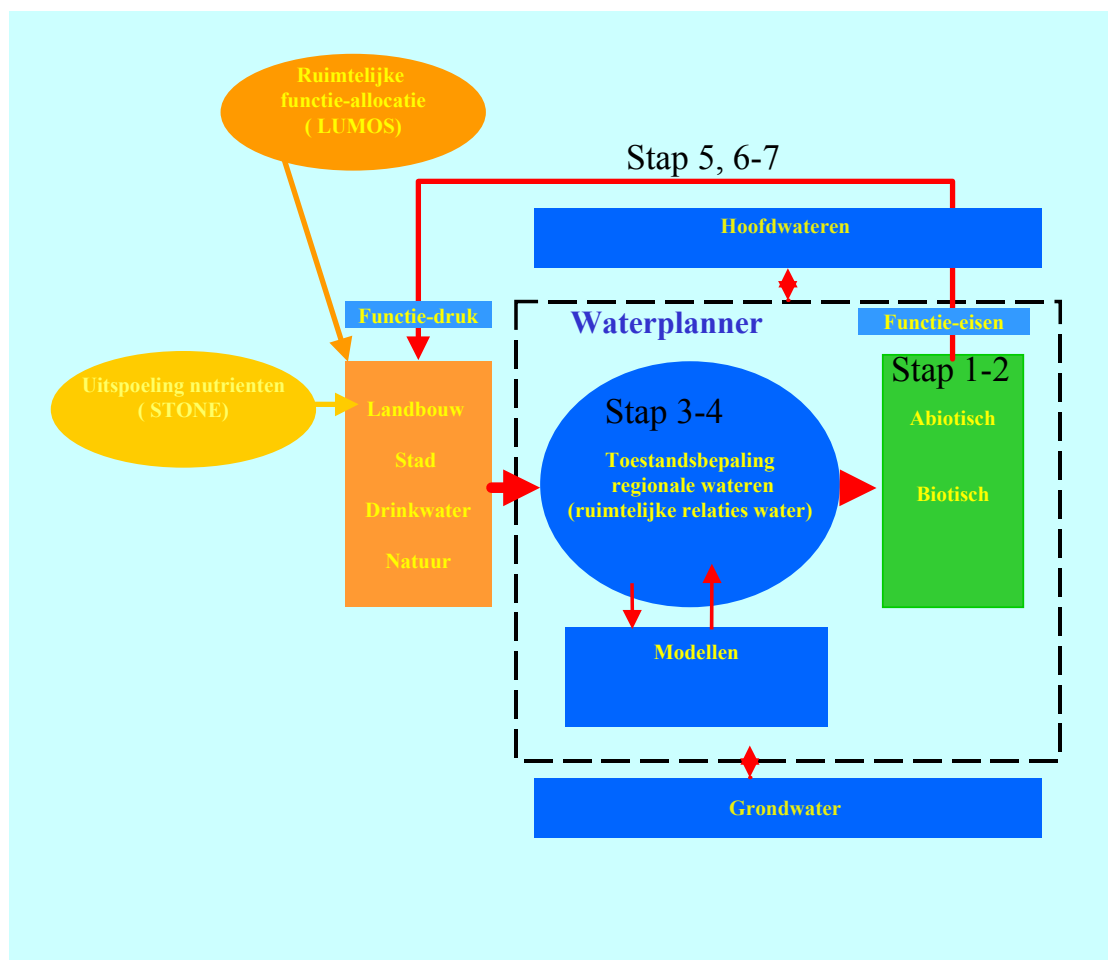 Ruimtelijke
functie-allocatie
( LUMOS)
Stap 5, 6-7
Hoofdwateren
Functie-druk
Waterplanner
Functie-eisen
Uitspoeling nutrienten
( STONE)
Landbouw
Stad
Drinkwater
Natuur
Stap 3-4
Toestandsbepaling
regionale wateren
(ruimtelijke relaties water)
Stap 1-2
Abiotisch
Biotisch
Modellen
Grondwater